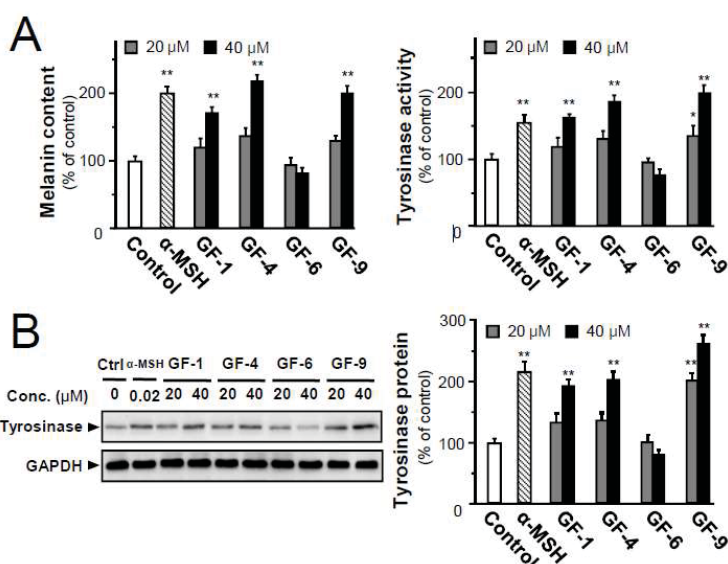 A
20 µM 40 µM
Melanin content
(% of control)
200
100
0
** ** ** **
Control α-MSH GF-1 GF-4 GF-6 GF-9
20 µM 40 µM
Tyrosinase activity
(% of control)
200
100
0
** ** ** * **
Control α-MSH GF-1 GF-4 GF-6 GF-9
B
Ctrl α-MSH GF-1 GF-4 GF-6 GF-9
Conc. (µM) 0 0.02 20 40 20 40 20 40 20 40
Tyrosinase
GAPDH
20 µM 40 µM
Tyrosinase protein
(% of control)
300
200
100
0
** ** ** ** **
Control α-MSH GF-1 GF-4 GF-6 GF-9